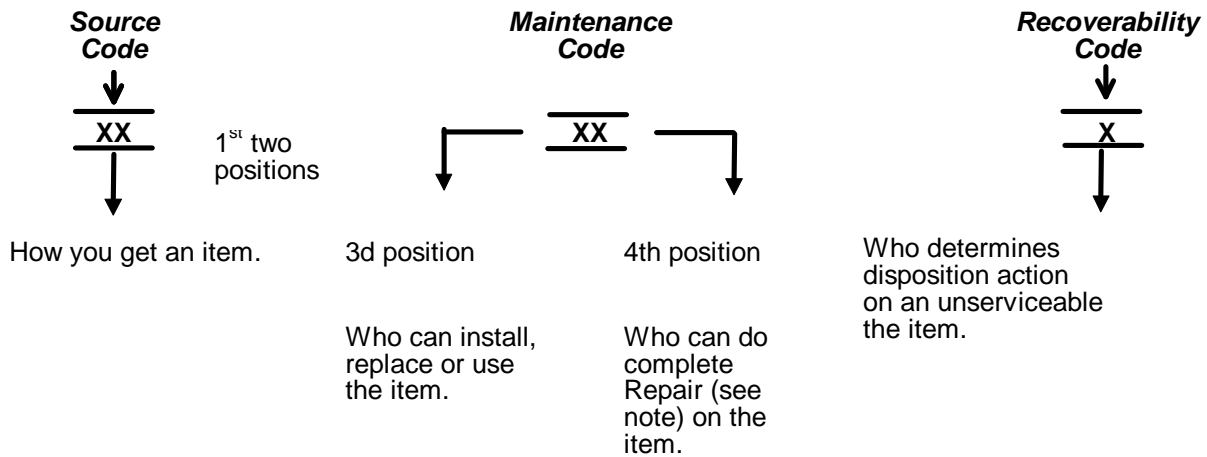 Source
Code
Maintenance
Code
Recoverability
Code
XX
1st two
positions
XX
X
How you get an item.
3d position
4th position
Who determines
disposition action
on an unserviceable
the item.
Who can install,
replace or use
the item.
Who can do
complete
Repair (see
note) on the
item.